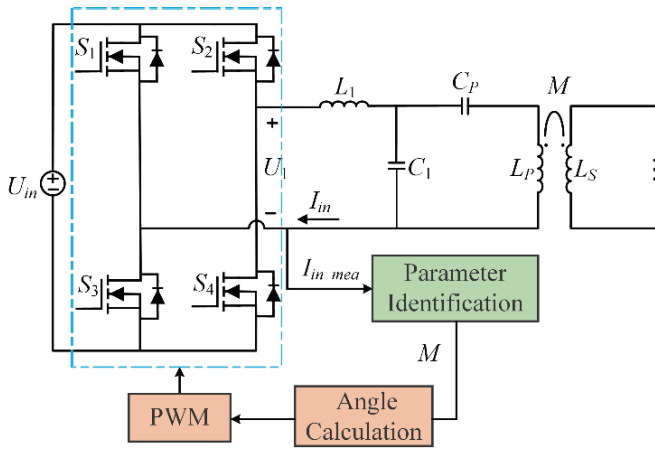 S1
S2
L1
CP
M
Uin
U1
C1
LP
LS
+
−
Iin
S3
S4
Iin mea
Parameter
Identification
M
PWM
Angle
Calculation